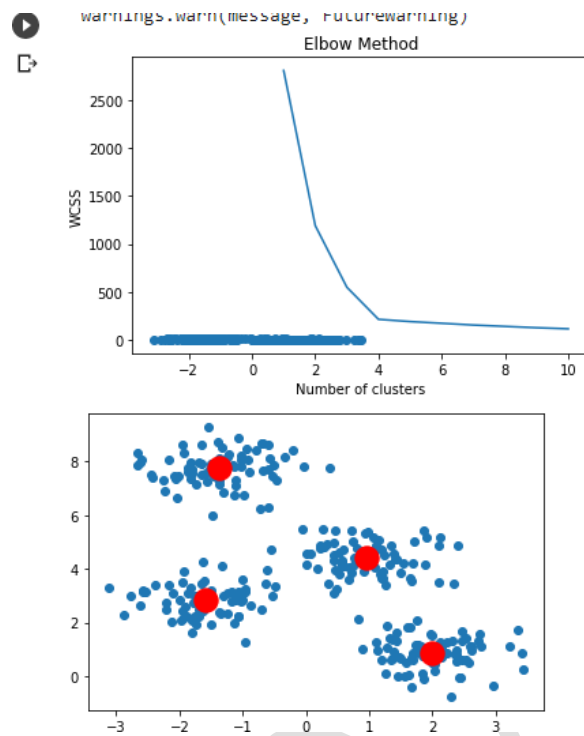 warnings.warn(message, FutureWarning)
Elbow Method
2500
2000
1500
1000
500
0
WCSS
−2 0 2 4 6 8 10
Number of clusters
8
6
4
2
0
−3 −2 −1 0 1 2 3